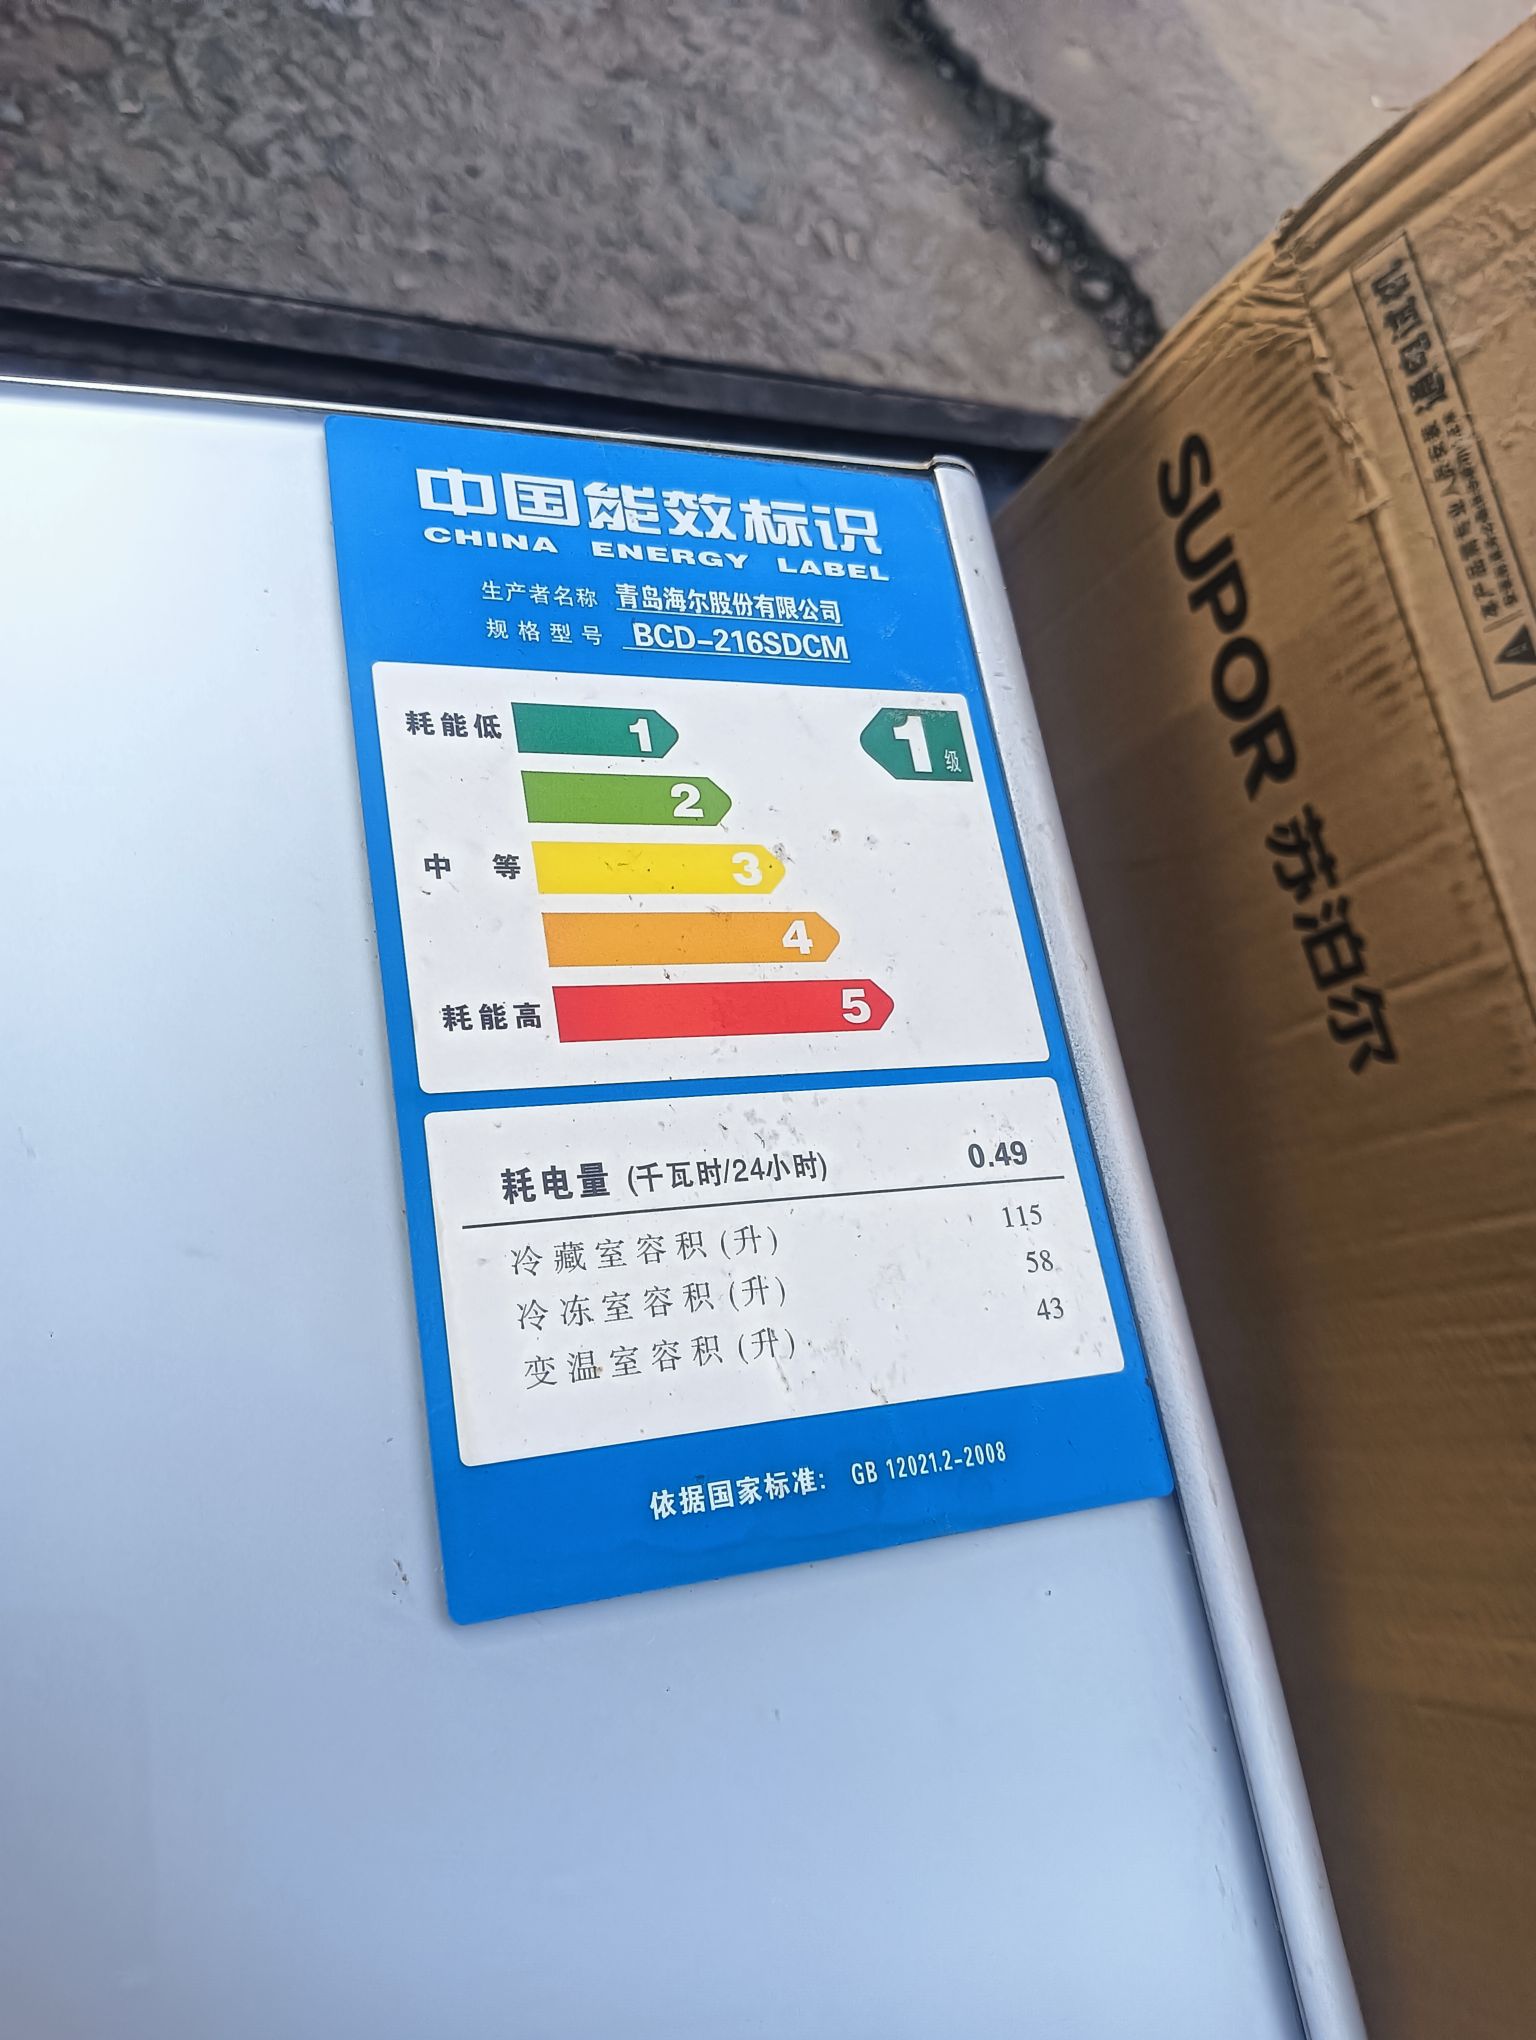 中国能效标识
CHINA ENERGY LABEL
生产者名称 青岛海尔股份有限公司
规格型号 BCD-216SDCM
耗能低 1 1级
2
中 等 3
4
耗能高 5
耗电量 (千瓦时/24小时) 0.49
冷藏室容积 (升) 115
冷冻室容积 (升) 58
变温室容积 (升) 43
依据国家标准: GB 12021.2-2008
SUPOR 苏泊尔